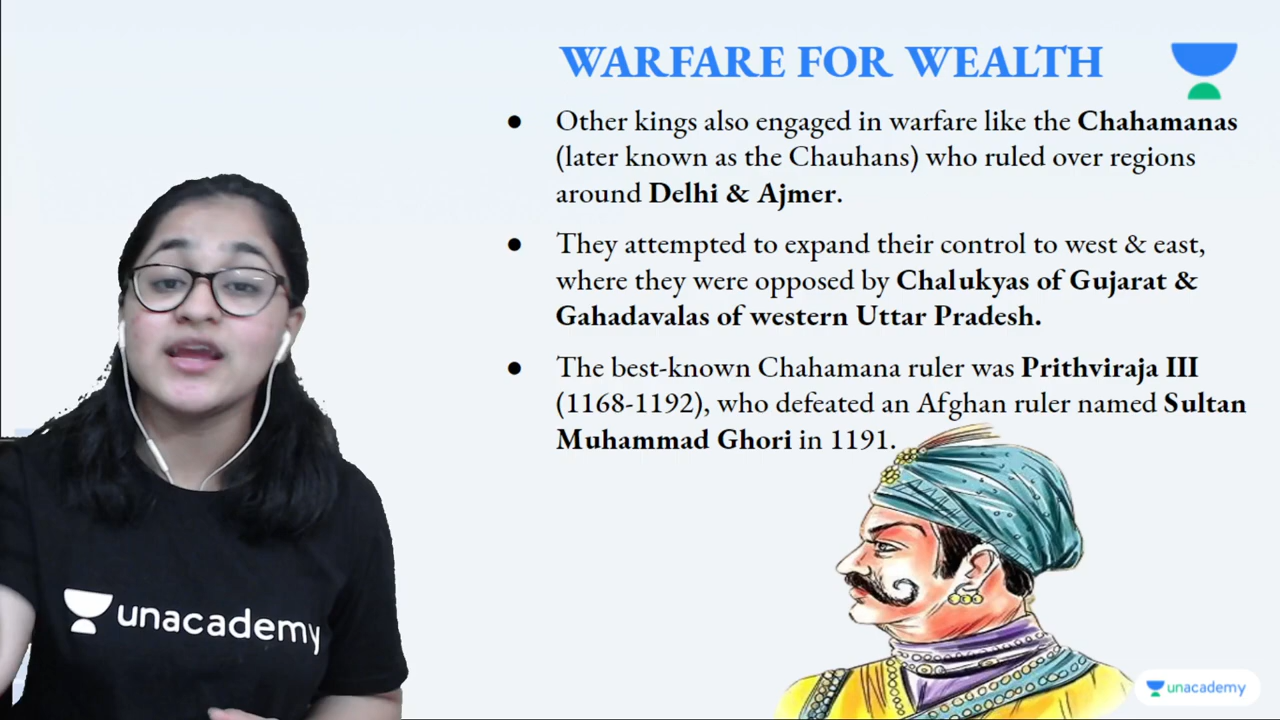 WARFARE FOR WEALTH
● Other kings also engaged in warfare like the Chahamanas
(later known as the Chauhans) who ruled over regions
around Delhi & Ajmer.
● They attempted to expand their control to west & east,
where they were opposed by Chalukyas of Gujarat &
Gahadavalas of western Uttar Pradesh.
● The best-known Chahamana ruler was Prithviraja III
(1168-1192), who defeated an Afghan ruler named Sultan
Muhammad Ghori in 1191.
unacademy
unacademy